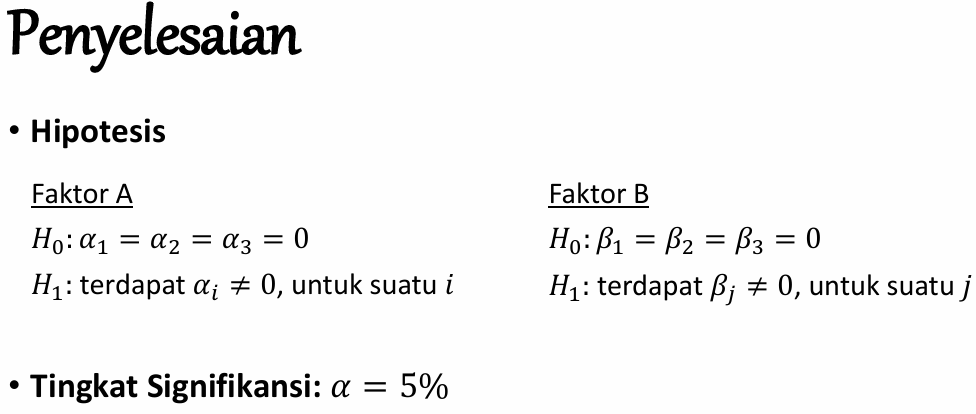 Penyelesaian
• Hipotesis
Faktor A
H₀: α₁ = α₂ = α₃ = 0
H₁: terdapat αᵢ ≠ 0, untuk suatu i
Faktor B
H₀: β₁ = β₂ = β₃ = 0
H₁: terdapat βⱼ ≠ 0, untuk suatu j
• Tingkat Signifikansi: α = 5%